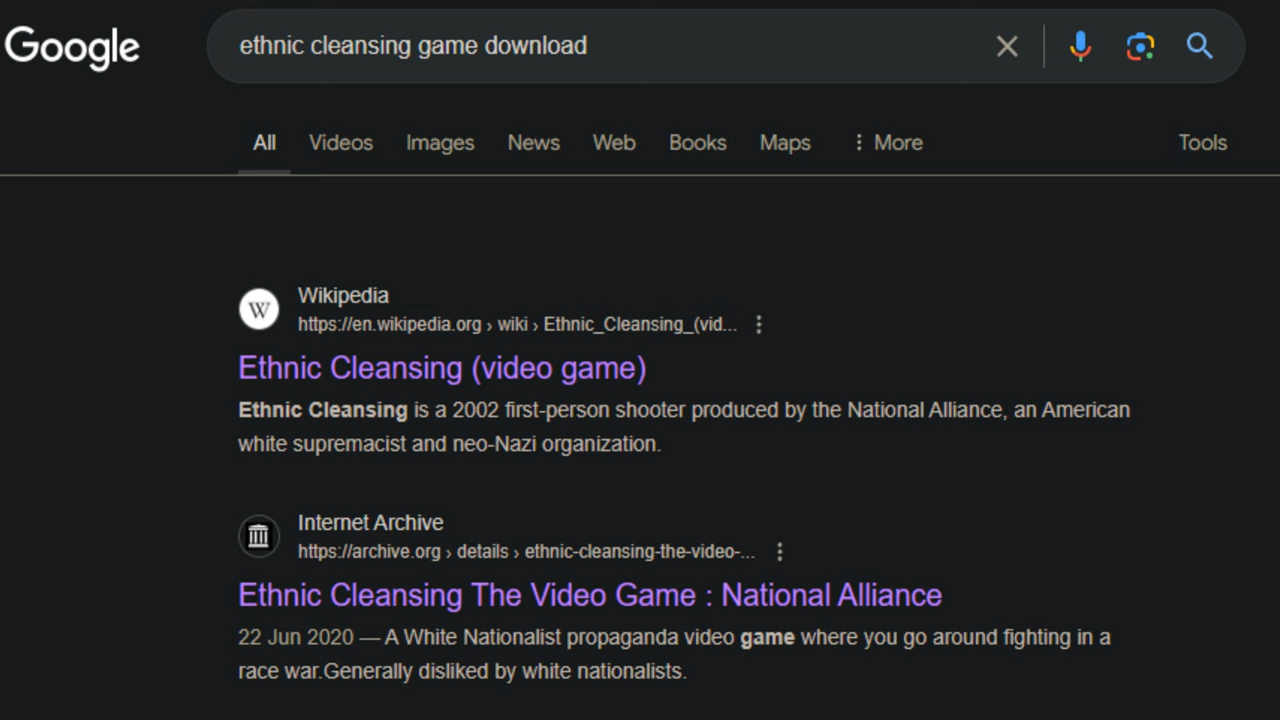 Google
ethnic cleansing game download
All Videos Images News Web Books Maps More Tools
W
Wikipedia
https://en.wikipedia.org › wiki › Ethnic_Cleansing_(vid...
Ethnic Cleansing (video game)
Ethnic Cleansing is a 2002 first-person shooter produced by the National Alliance, an American
white supremacist and neo-Nazi organization.
Internet Archive
https://archive.org › details › ethnic-cleansing-the-video-...
Ethnic Cleansing The Video Game : National Alliance
22 Jun 2020 — A White Nationalist propaganda video game where you go around fighting in a
race war.Generally disliked by white nationalists.